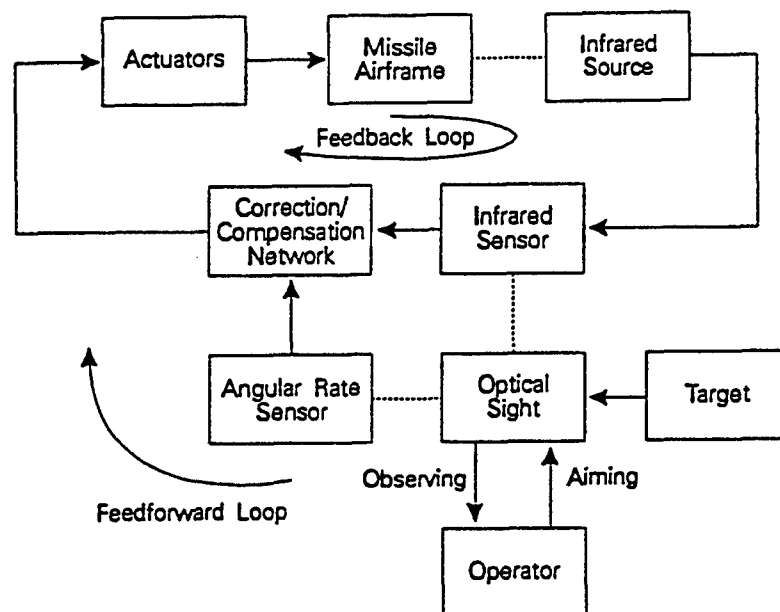 Actuators
Missile
Airframe
Infrared
Source
Feedback Loop
Correction/
Compensation
Network
Infrared
Sensor
Angular Rate
Sensor
Optical
Sight
Target
Observing
Aiming
Feedforward Loop
Operator